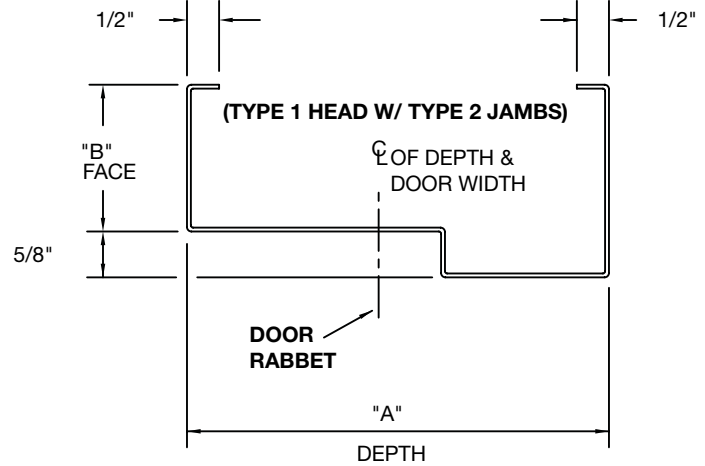 1/2"
1/2"
(TYPE 1 HEAD W/ TYPE 2 JAMBS)
"B"
FACE
℄ OF DEPTH &
DOOR WIDTH
5/8"
DOOR
RABBET
"A"
DEPTH